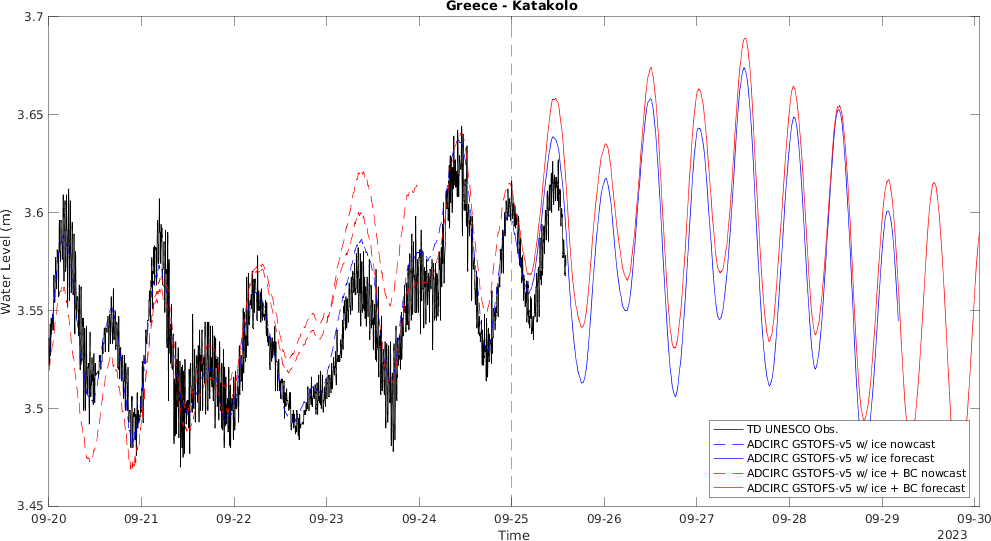 Greece - Katakolo
3.7
3.65
3.6
3.55
3.5
3.45
Water Level (m)
TD UNESCO Obs.
ADCIRC GSTOFS-v5 w/ ice nowcast
ADCIRC GSTOFS-v5 w/ ice forecast
ADCIRC GSTOFS-v5 w/ ice + BC nowcast
ADCIRC GSTOFS-v5 w/ ice + BC forecast
09-20 09-21 09-22 09-23 09-24 09-25 09-26 09-27 09-28 09-29 09-30
Time
2023